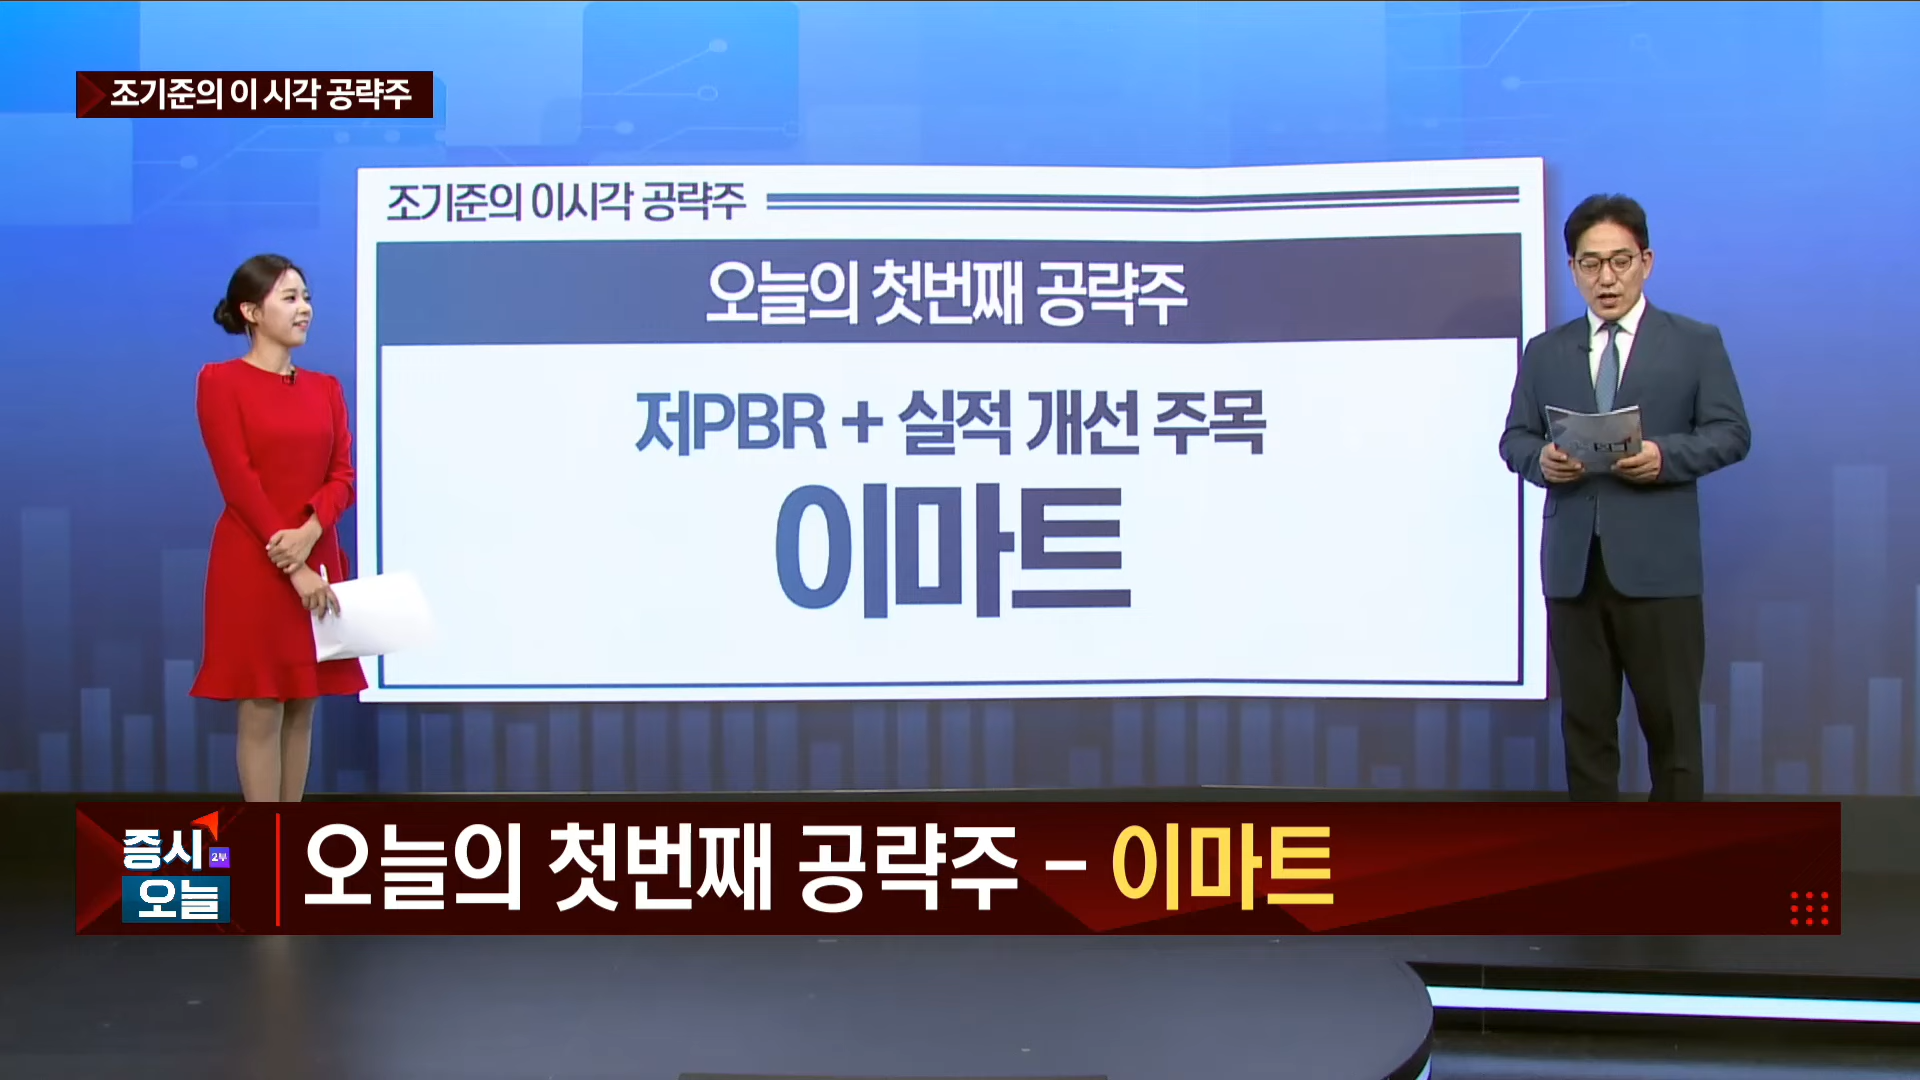 조기준의 이 시각 공략주
조기준의 이시각 공략주
오늘의 첫번째 공략주
저PBR + 실적 개선 주목
이마트
증시
2부
오늘
오늘의 첫번째 공략주 - 이마트